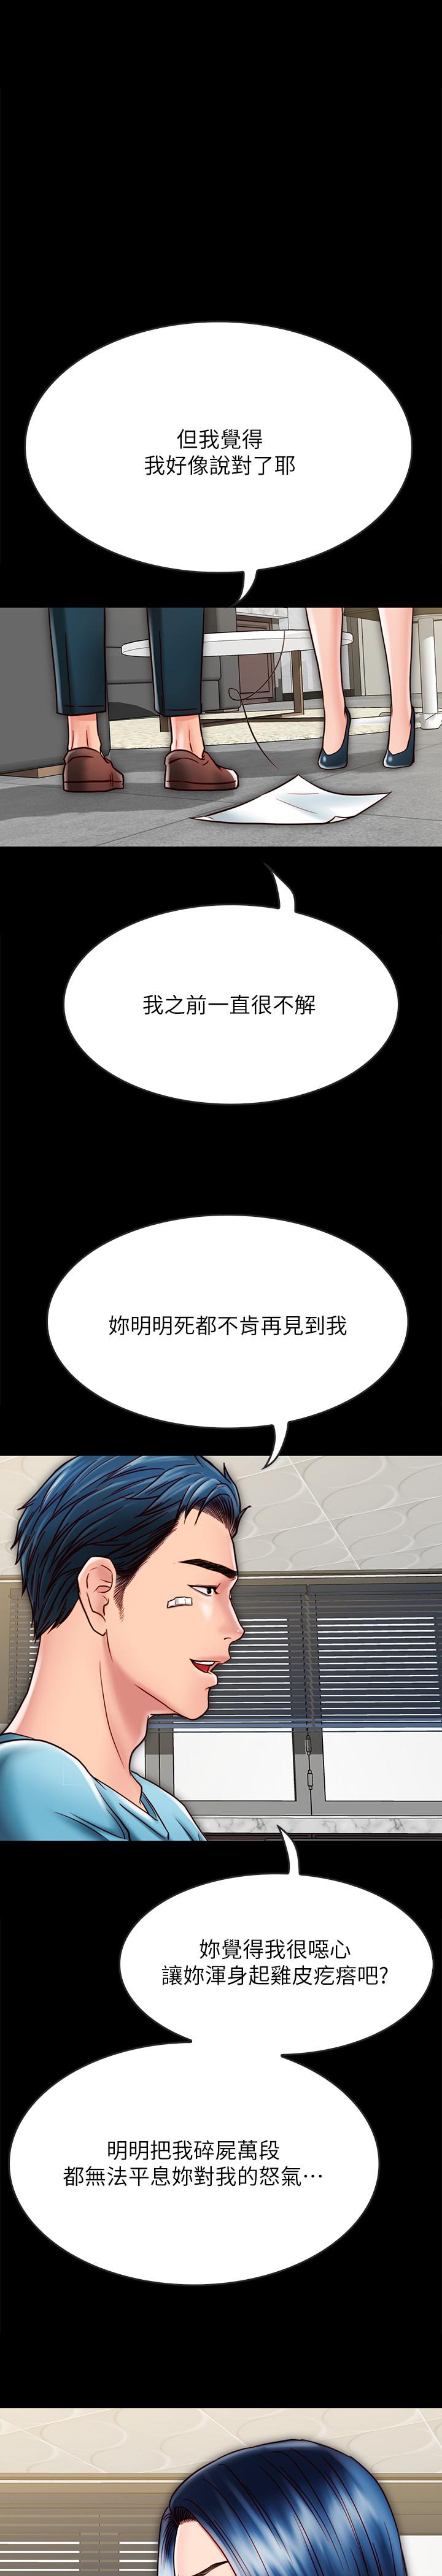 但我覺得
我好像說對了耶
我之前一直很不解
妳明明死都不肯再見到我
妳覺得我很噁心
讓妳渾身起雞皮疙瘩吧?
明明把我碎屍萬段
都無法平息妳對我的怒氣⋯